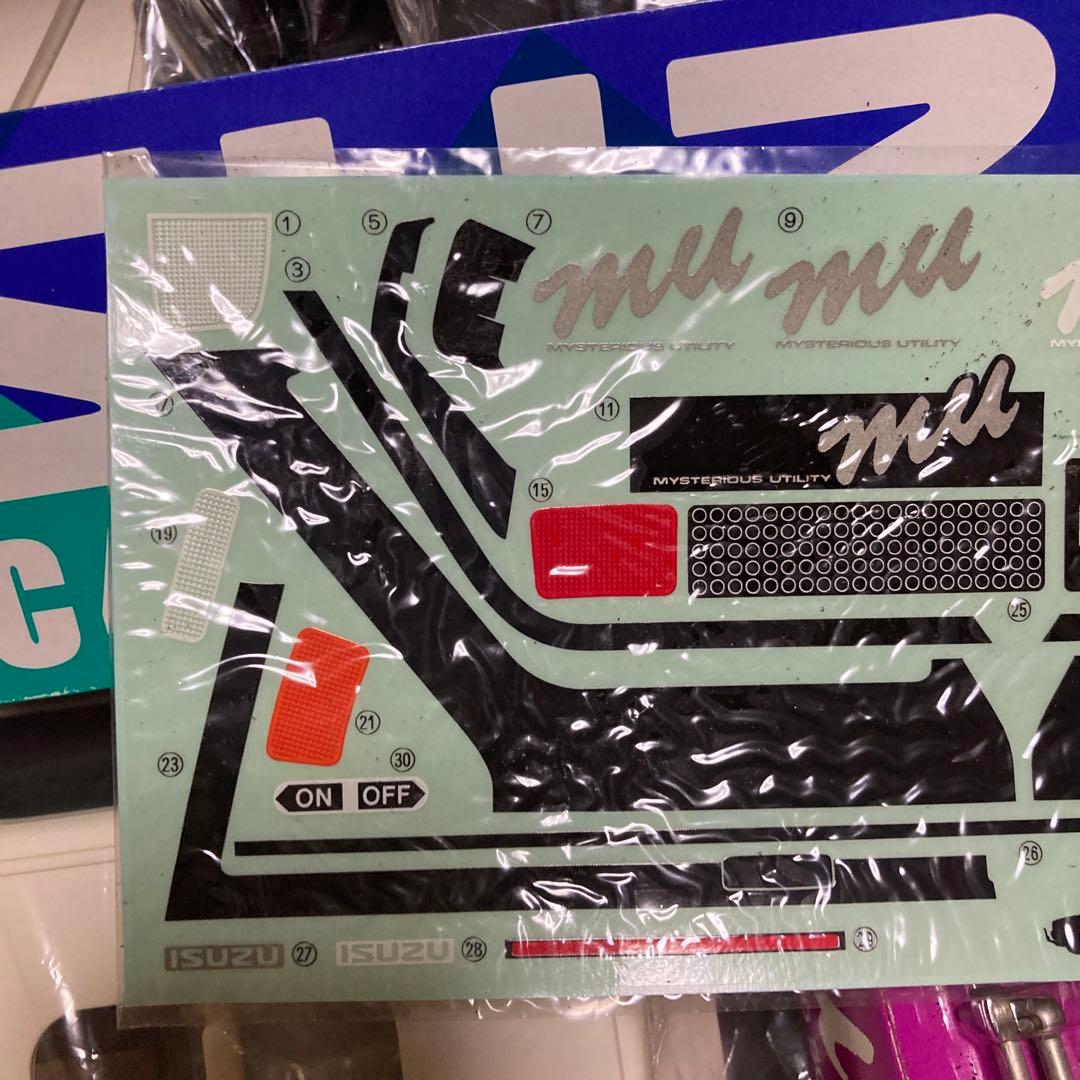 ① ⑤ ⑦ mu ⑨ mu
③
MYSTERIOUS UTILITY MYSTERIOUS UTILITY MY
⑪ mu
MYSTERIOUS UTILITY
⑮
⑲
㉕
㉑
㉓ ㉚
ON OFF
㉖
ISUZU ㉗ ISUZU ㉘ ㉙